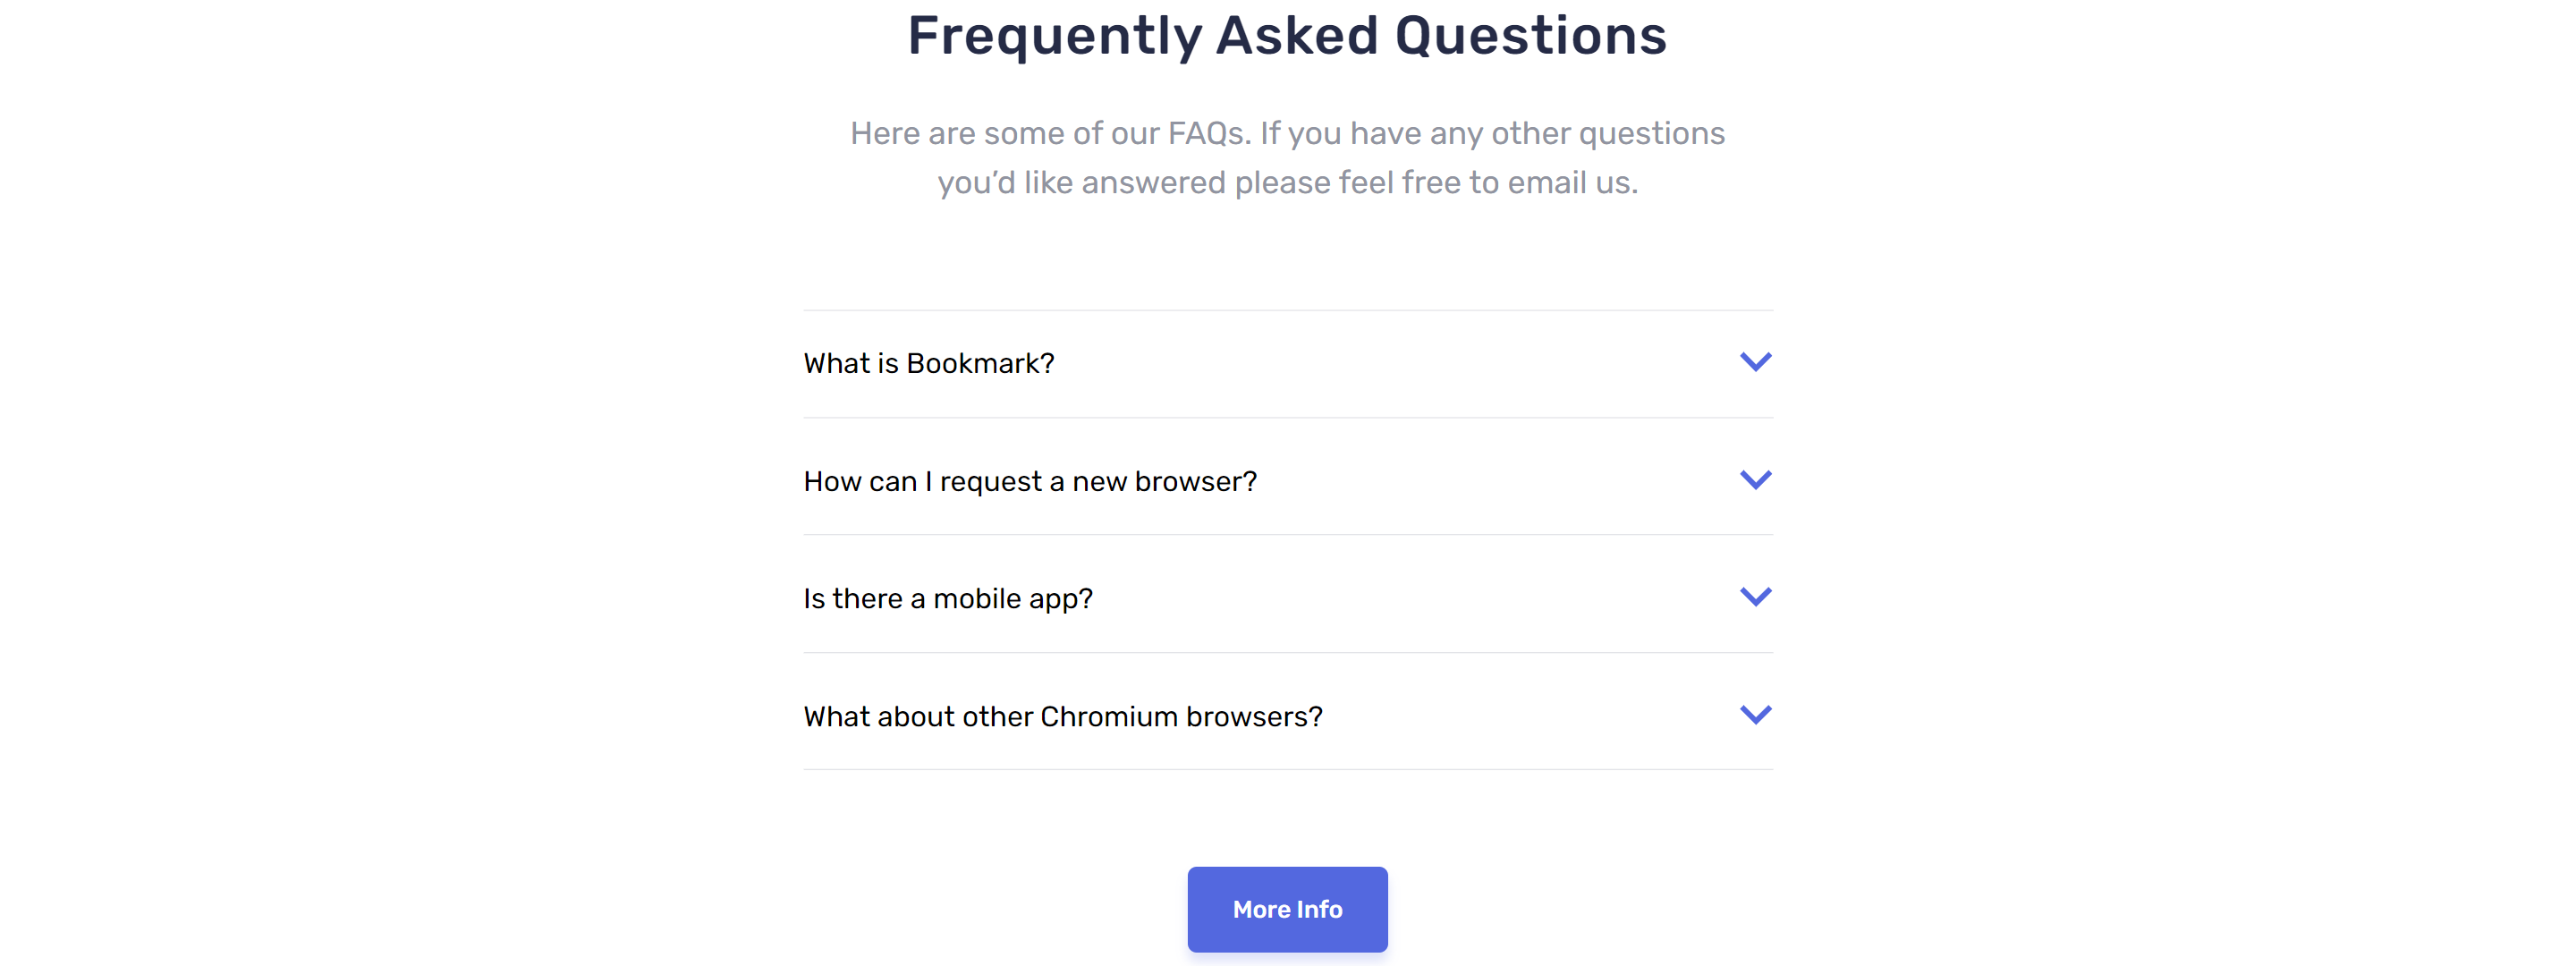 Frequently Asked Questions
Here are some of our FAQs. If you have any other questions
you’d like answered please feel free to email us.
What is Bookmark?
How can I request a new browser?
Is there a mobile app?
What about other Chromium browsers?
More Info